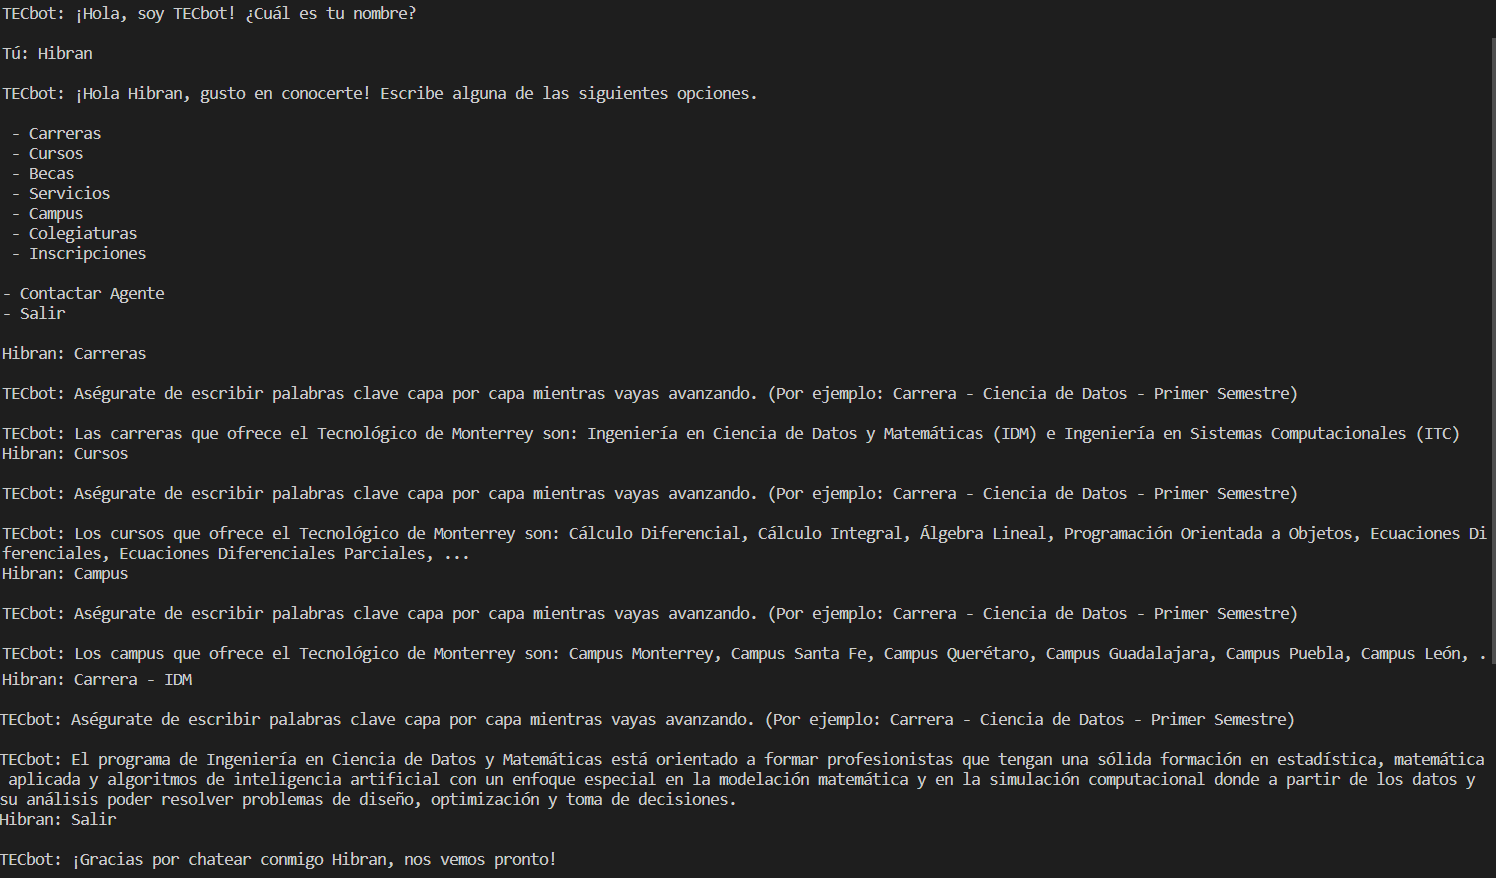 TECbot: ¡Hola, soy TECbot! ¿Cuál es tu nombre?
Tú: Hibran
TECbot: ¡Hola Hibran, gusto en conocerte! Escribe alguna de las siguientes opciones.
- Carreras
- Cursos
- Becas
- Servicios
- Campus
- Colegiaturas
- Inscripciones
- Contactar Agente
- Salir
Hibran: Carreras
TECbot: Aségurate de escribir palabras clave capa por capa mientras vayas avanzando. (Por ejemplo: Carrera - Ciencia de Datos - Primer Semestre)
TECbot: Las carreras que ofrece el Tecnológico de Monterrey son: Ingeniería en Ciencia de Datos y Matemáticas (IDM) e Ingeniería en Sistemas Computacionales (ITC)
Hibran: Cursos
TECbot: Aségurate de escribir palabras clave capa por capa mientras vayas avanzando. (Por ejemplo: Carrera - Ciencia de Datos - Primer Semestre)
TECbot: Los cursos que ofrece el Tecnológico de Monterrey son: Cálculo Diferencial, Cálculo Integral, Álgebra Lineal, Programación Orientada a Objetos, Ecuaciones Di
ferenciales, Ecuaciones Diferenciales Parciales, ...
Hibran: Campus
TECbot: Aségurate de escribir palabras clave capa por capa mientras vayas avanzando. (Por ejemplo: Carrera - Ciencia de Datos - Primer Semestre)
TECbot: Los campus que ofrece el Tecnológico de Monterrey son: Campus Monterrey, Campus Santa Fe, Campus Querétaro, Campus Guadalajara, Campus Puebla, Campus León, .
Hibran: Carrera - IDM
TECbot: Aségurate de escribir palabras clave capa por capa mientras vayas avanzando. (Por ejemplo: Carrera - Ciencia de Datos - Primer Semestre)
TECbot: El programa de Ingeniería en Ciencia de Datos y Matemáticas está orientado a formar profesionistas que tengan una sólida formación en estadística, matemática
aplicada y algoritmos de inteligencia artificial con un enfoque especial en la modelación matemática y en la simulación computacional donde a partir de los datos y
su análisis poder resolver problemas de diseño, optimización y toma de decisiones.
Hibran: Salir
TECbot: ¡Gracias por chatear conmigo Hibran, nos vemos pronto!